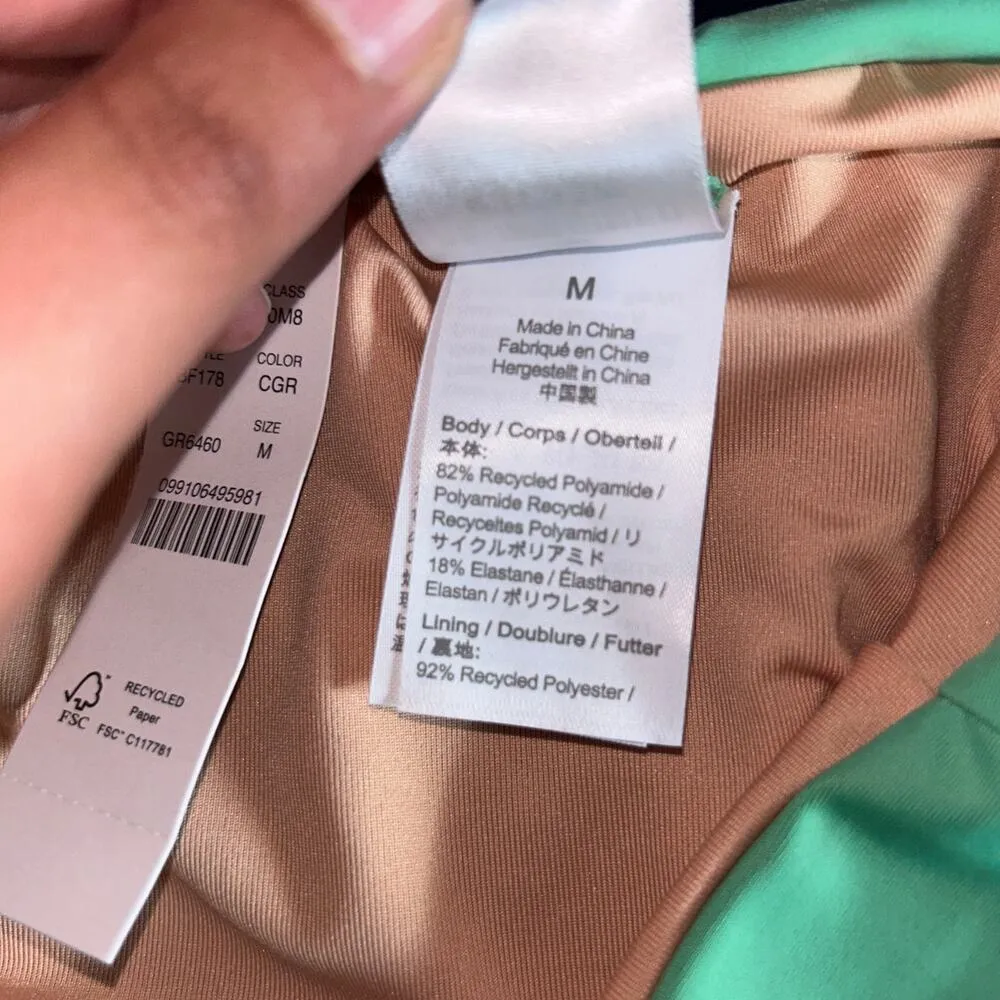 CLASS
COLOR
CGR
SIZE
GR6460
M
099106495981
RECYCLED
Paper
FSC
FSC™ C117781
M
Made in China
Fabriqué en Chine
Hergestellt in China
中国製
Body / Corps / Oberteil /
本体:
82% Recycled Polyamide /
Polyamide Recyclé /
Recyceltes Polyamid / リ
サイクルポリアミド
18% Elastane / Élasthanne /
Elastan / ポリウレタン
Lining / Doublure / Futter
/ 裏地:
92% Recycled Polyester /